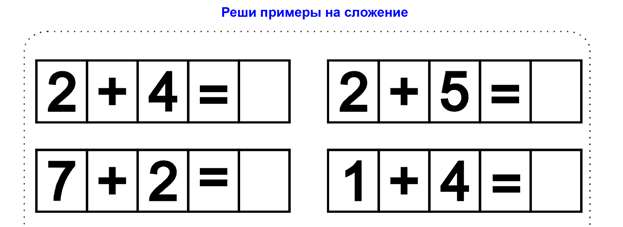 Реши примеры на сложение
2 + 4 = 2 + 5 =
7 + 2 = 1 + 4 =